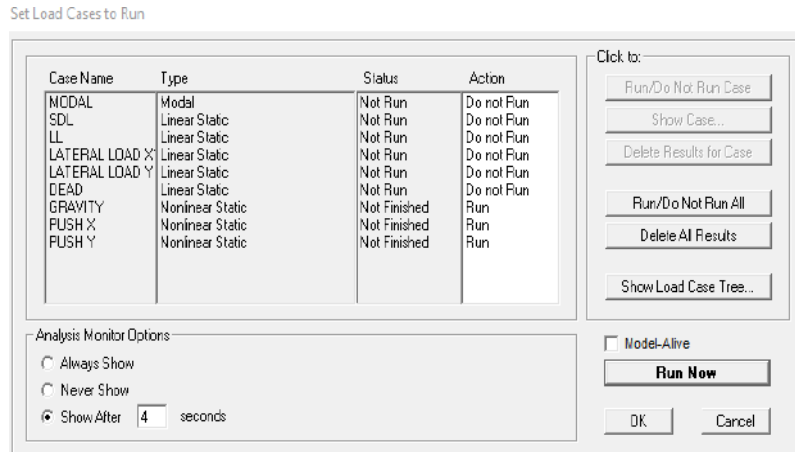 Set Load Cases to Run
Case Name Type Status Action
MODAL Modal Not Run Do not Run
SDL Linear Static Not Run Do not Run
LL Linear Static Not Run Do not Run
LATERAL LOAD X Linear Static Not Run Do not Run
LATERAL LOAD Y Linear Static Not Run Do not Run
DEAD Linear Static Not Run Do not Run
GRAVITY Nonlinear Static Not Finished Run
PUSH X Nonlinear Static Not Finished Run
PUSH Y Nonlinear Static Not Finished Run
Click to:
Run/Do Not Run Case
Show Case...
Delete Results for Case
Run/Do Not Run All
Delete All Results
Show Load Case Tree...
Analysis Monitor Options
Always Show
Never Show
Show After 4 seconds
Model-Alive
Run Now
OK Cancel